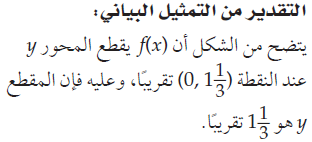 التقدير من التمثيل البياني:
يتضح من الشكل أن f(x) يقطع المحور y
عند النقطة (0, 1⅓) تقريبًا، وعليه فإن المقطع
y هو 1⅓ تقريبًا.